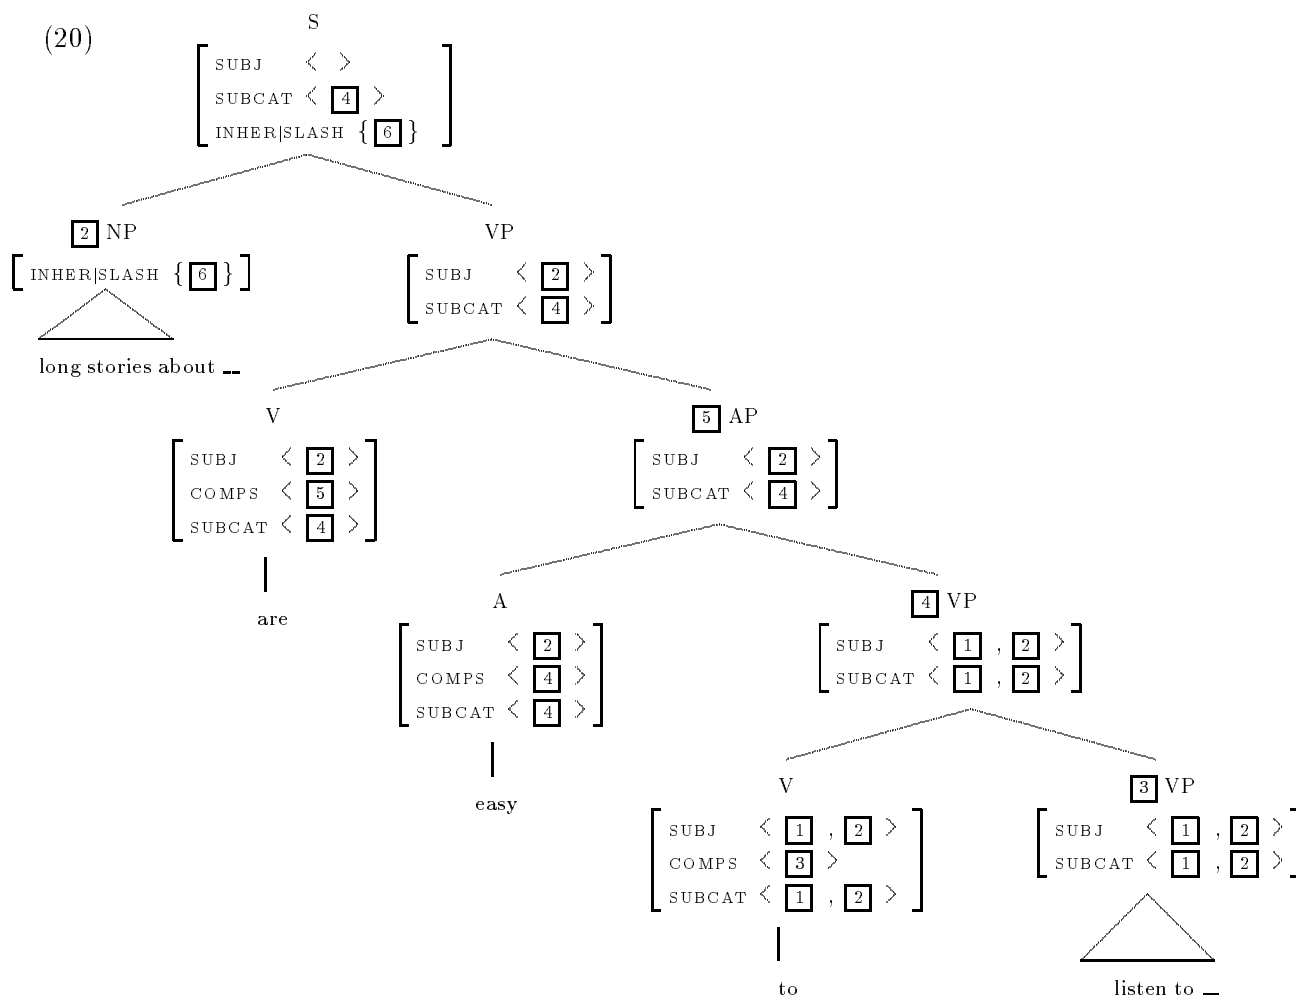 (20)
S
SUBJ < >
SUBCAT < 4 >
INHER|SLASH { 6 }
2 NP
VP
INHER|SLASH { 6 }
SUBJ < 2 >
SUBCAT < 4 >
long stories about __
V
5 AP
SUBJ < 2 >
COMPS < 5 >
SUBCAT < 4 >
SUBJ < 2 >
SUBCAT < 4 >
are
A
4 VP
SUBJ < 2 >
COMPS < 4 >
SUBCAT < 4 >
SUBJ < 1 , 2 >
SUBCAT < 1 , 2 >
easy
V
3 VP
SUBJ < 1 , 2 >
COMPS < 3 >
SUBCAT < 1 , 2 >
SUBJ < 1 , 2 >
SUBCAT < 1 , 2 >
to
listen to _